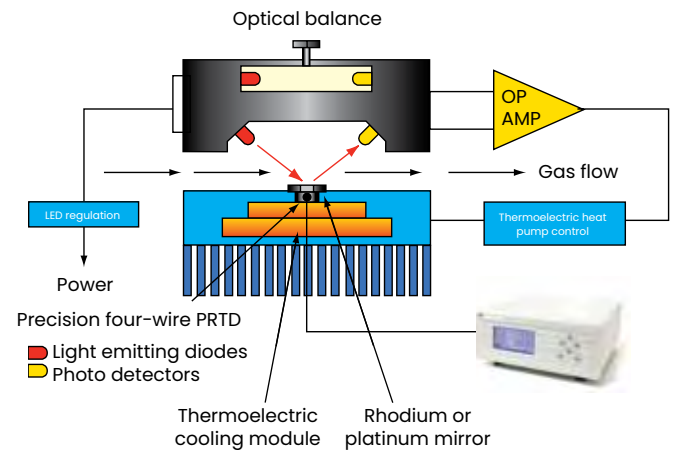 Optical balance
OP
AMP
Gas flow
LED regulation
Thermoelectric heat
pump control
Power
Precision four-wire PRTD
Light emitting diodes
Photo detectors
Thermoelectric
cooling module
Rhodium or
platinum mirror